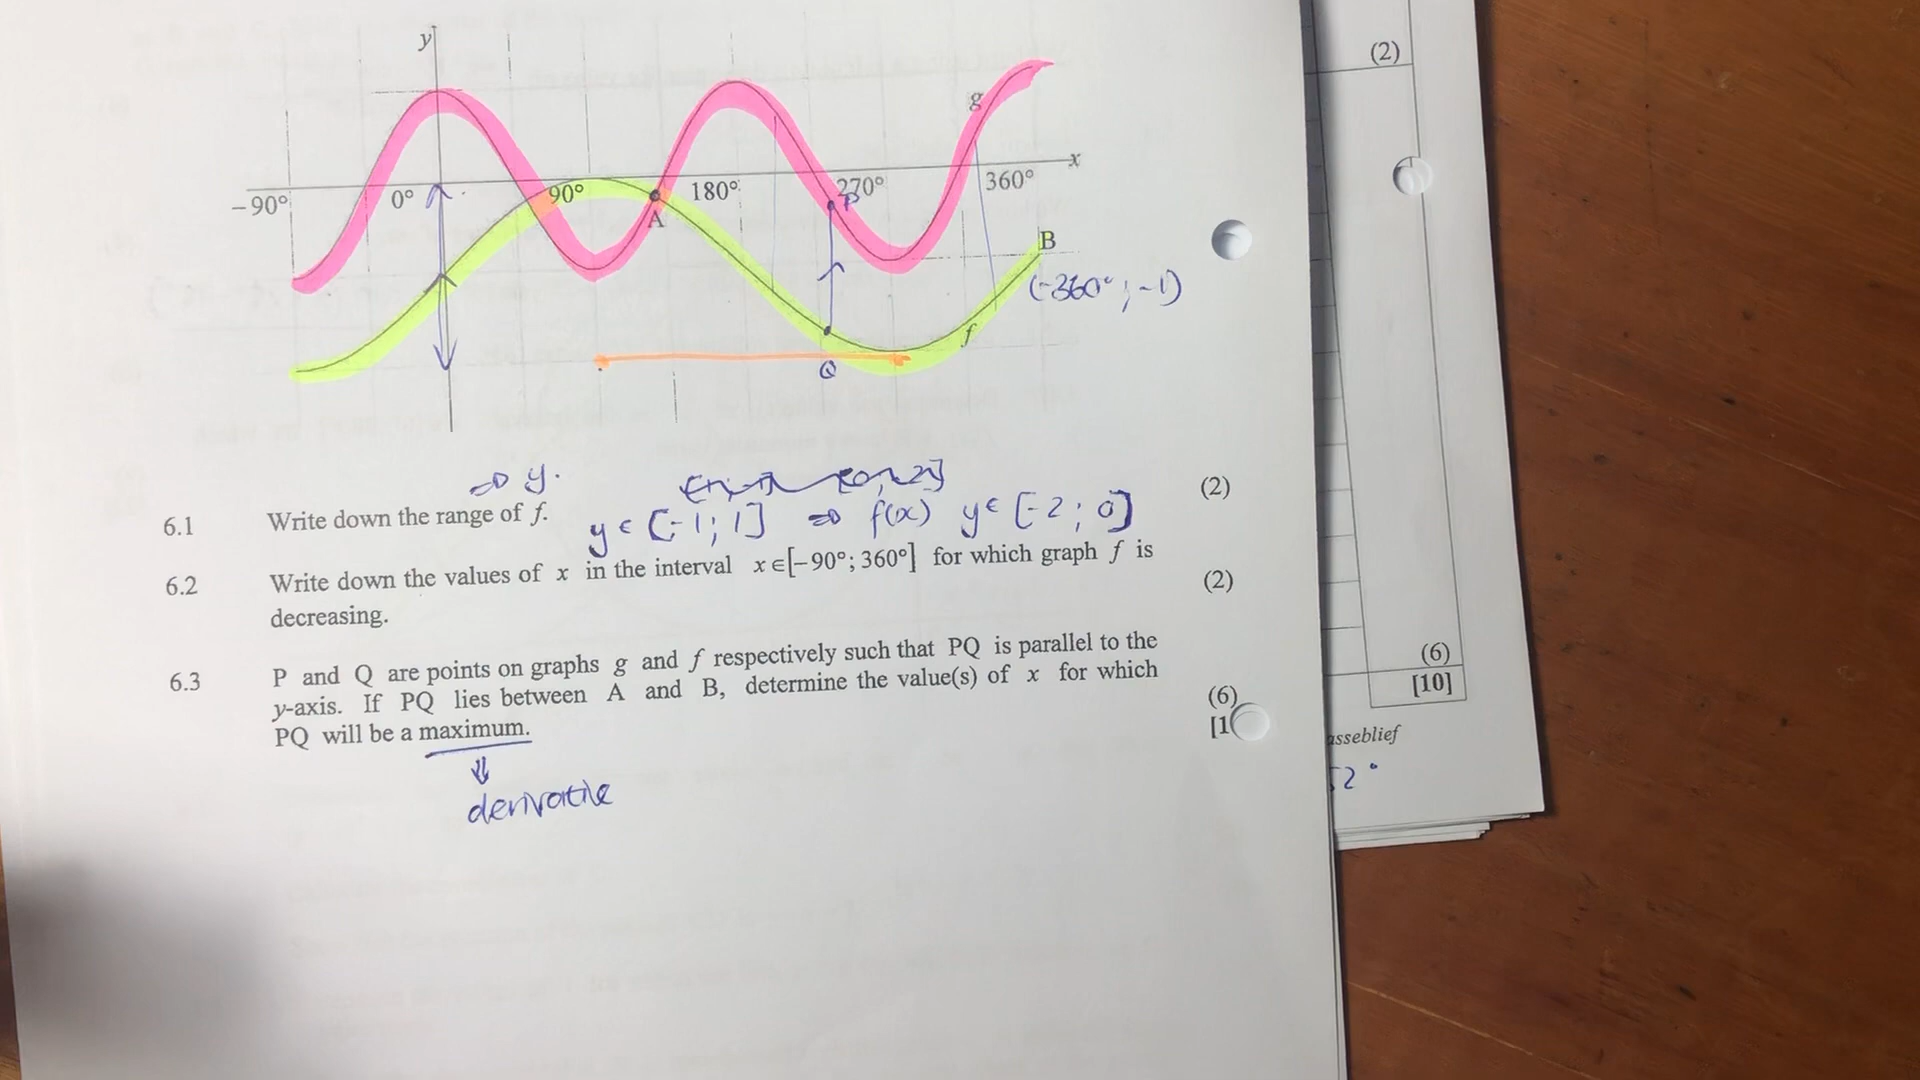 (2)
y
g
x
-90°
0°
90°
A
180°
270°
P
360°
B
(-360°; -1)
f
Q
⇒ y.
6.1 Write down the range of f. y ∈ [-1; 1] ⇒ f(x) y ∈ [-2; 0] (2)
6.2 Write down the values of x in the interval x∈[-90°; 360°] for which graph f is
decreasing. (2)
6.3 P and Q are points on graphs g and f respectively such that PQ is parallel to the
y-axis. If PQ lies between A and B, determine the value(s) of x for which
PQ will be a maximum. (6)
[1
⇓
derivative
(6)
[10]
asseblief
52°